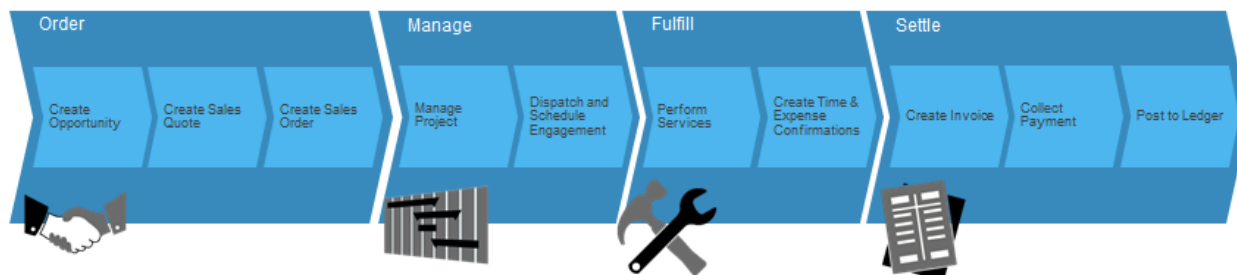 Order
Create
Opportunity
Create Sales
Quote
Create Sales
Order
Manage
Manage
Project
Dispatch and
Schedule
Engagement
Fulfill
Perform
Services
Create Time &
Expense
Confirmations
Settle
Create Invoice
Collect
Payment
Post to Ledger